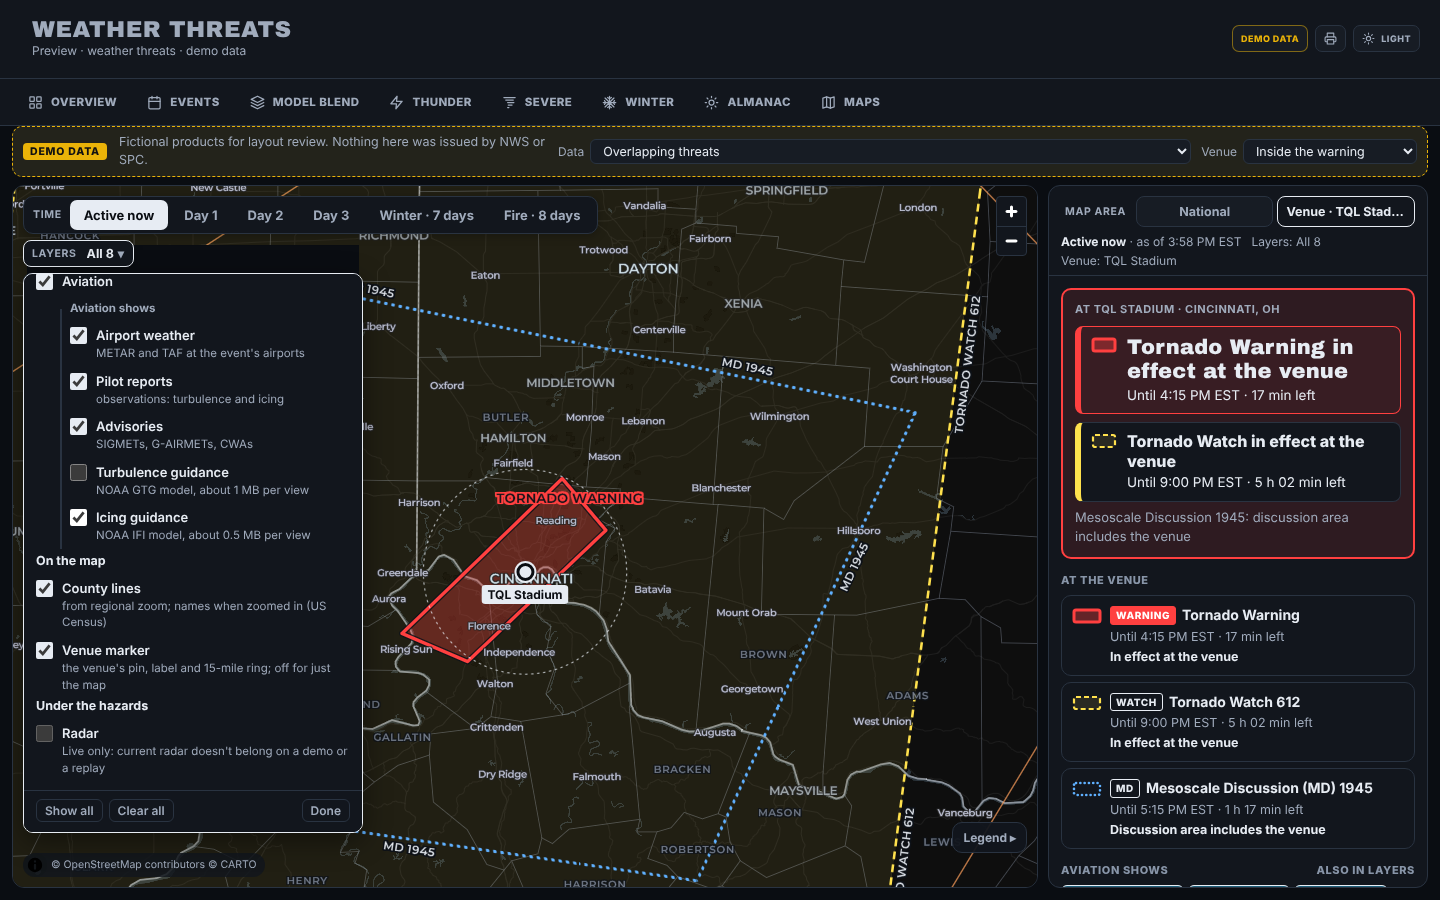 WEATHER THREATS
Preview · weather threats · demo data
DEMO DATA
LIGHT
OVERVIEW
EVENTS
MODEL BLEND
THUNDER
SEVERE
WINTER
ALMANAC
MAPS
DEMO DATA
Fictional products for layout review. Nothing here was issued by NWS or
SPC.
Data
Overlapping threats
Venue
Inside the warning
TIME
Active now
Day 1
Day 2
Day 3
Winter · 7 days
Fire · 8 days
LAYERS
All 8 ▾
Aviation
Aviation shows
Airport weather
METAR and TAF at the event's airports
Pilot reports
observations: turbulence and icing
Advisories
SIGMETs, G-AIRMETs, CWAs
Turbulence guidance
NOAA GTG model, about 1 MB per view
Icing guidance
NOAA IFI model, about 0.5 MB per view
On the map
County lines
from regional zoom; names when zoomed in (US
Census)
Venue marker
the venue's pin, label and 15-mile ring; off for just
the map
Under the hazards
Radar
Live only: current radar doesn't belong on a demo or
a replay
Show all
Clear all
Done
© OpenStreetMap contributors © CARTO
New Castle
SPRINGFIELD
Vandalia
London
HANCOCK
RICHMOND
Fairborn
Trotwood
DAYTON
Eaton
XENIA
1945
Liberty
Centerville
MD 1945
Washington
Court House
TORNADO WATCH 612
Oxford
MIDDLETOWN
BUTLER
Monroe
Lebanon
Wilmington
HAMILTON
Fairfield
Mason
Blanchester
Harrison
TORNADO WARNING
Reading
Hillsboro
MD 1945
Greendale
CINCINNATI
TQL Stadium
Aurora
Batavia
Florence
Mount Orab
Rising Sun
Independence
BROWN
Walton
Georgetown
ADAMS
Crittenden
West Union
GALLATIN
Augusta
Dry Ridge
Falmouth
BRACKEN
MAYSVILLE
MASON
Vanceburg
MD 1945
ROBERTSON
HENRY
HARRISON
Legend ▸
MAP AREA
National
Venue · TQL Stad...
Active now · as of 3:58 PM EST Layers: All 8
Venue: TQL Stadium
AT TQL STADIUM · CINCINNATI, OH
Tornado Warning in
effect at the venue
Until 4:15 PM EST · 17 min left
Tornado Watch in effect at the
venue
Until 9:00 PM EST · 5 h 02 min left
Mesoscale Discussion 1945: discussion area
includes the venue
AT THE VENUE
WARNING Tornado Warning
Until 4:15 PM EST · 17 min left
In effect at the venue
WATCH Tornado Watch 612
Until 9:00 PM EST · 5 h 02 min left
In effect at the venue
MD Mesoscale Discussion (MD) 1945
Until 5:15 PM EST · 1 h 17 min left
Discussion area includes the venue
AVIATION SHOWS
ALSO IN LAYERS